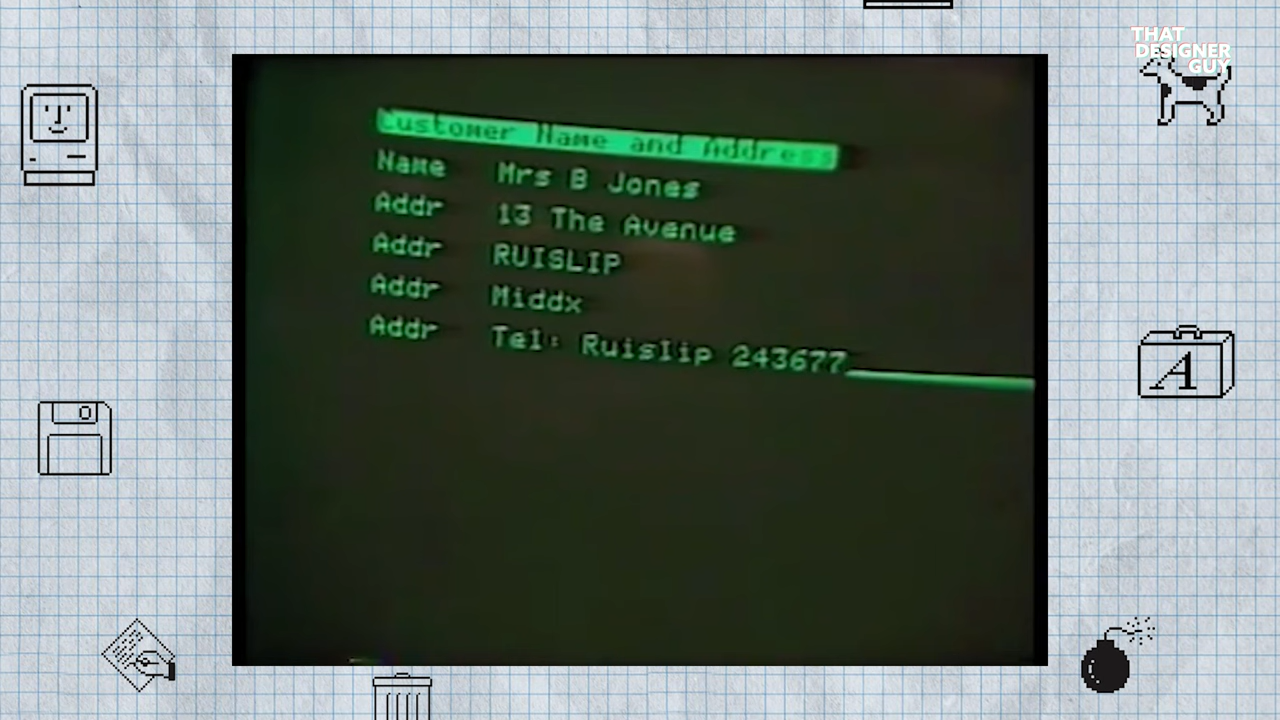 THAT
DESIGNER
GUY
Customer Name and Address
Name Mrs B Jones
Addr 13 The Avenue
Addr RUISLIP
Addr Middx
Addr Tel: Ruislip 243677
A